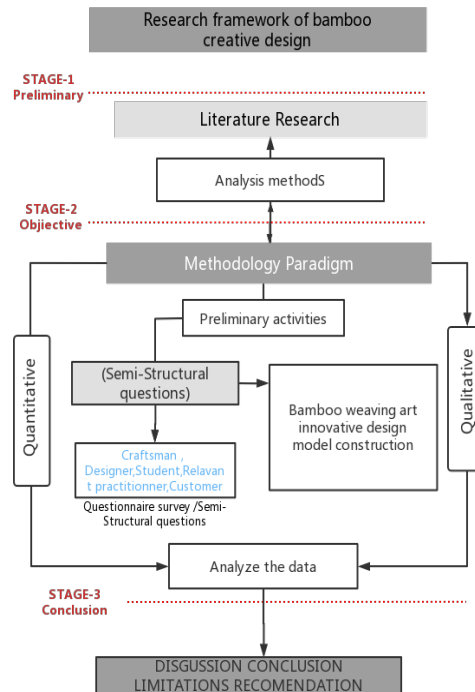 Research framework of bamboo
creative design
STAGE-1
Preliminary
Literature Research
Analysis methodS
STAGE-2
Objiective
Methodology Paradigm
Preliminary activities
Quantitative
Qualitative
(Semi-Structural
questions)
Bamboo weaving art
innovative design
model construction
Craftsman ,
Designer,Student,Relavan
t practitionner,Customer
Questionnaire survey /Semi-
Structural questions
Analyze the data
STAGE-3
Conclusion
DISGUSSION CONCLUSION
LIMITATIONS RECOMENDATION